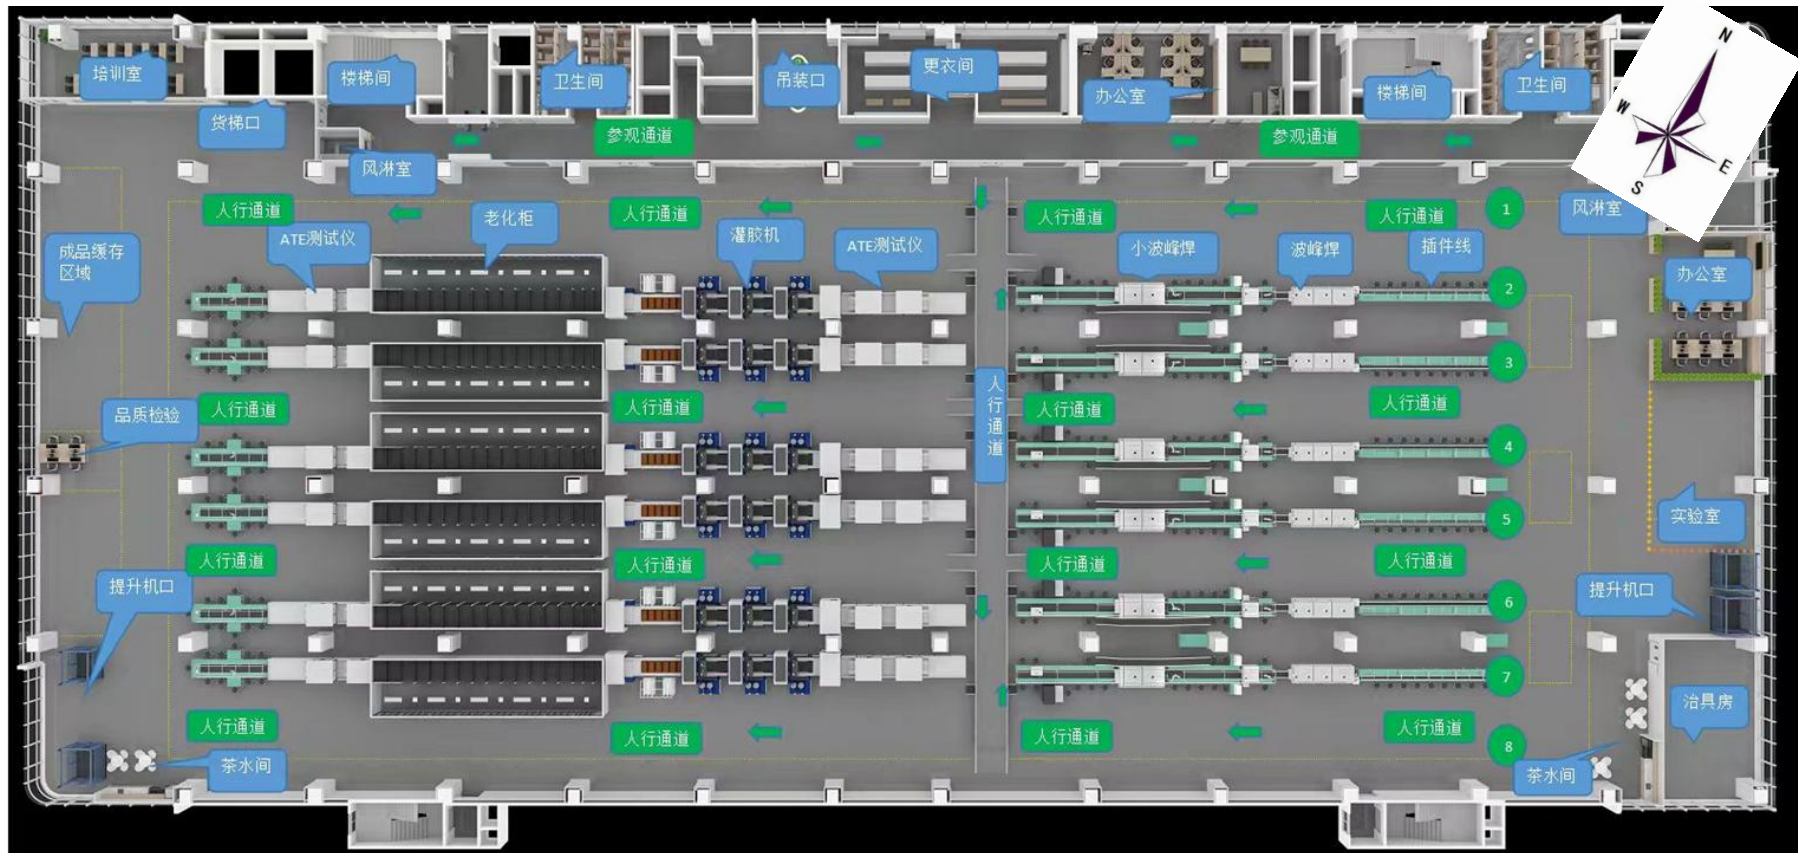 培训室
楼梯间
卫生间
吊装口
更衣间
办公室
楼梯间
卫生间
N
W
E
S
货梯口
参观通道
参观通道
风淋室
风淋室
人行通道
人行通道
人行通道
人行通道
1
成品缓存
区域
ATE测试仪
老化柜
灌胶机
ATE测试仪
小波峰焊
波峰焊
插件线
办公室
2
3
品质检验
人行通道
人行通道
人行通道
人行通道
人行通道
4
5
实验室
人行通道
人行通道
人行通道
人行通道
提升机口
提升机口
6
7
治具房
人行通道
人行通道
人行通道
人行通道
8
茶水间
茶水间